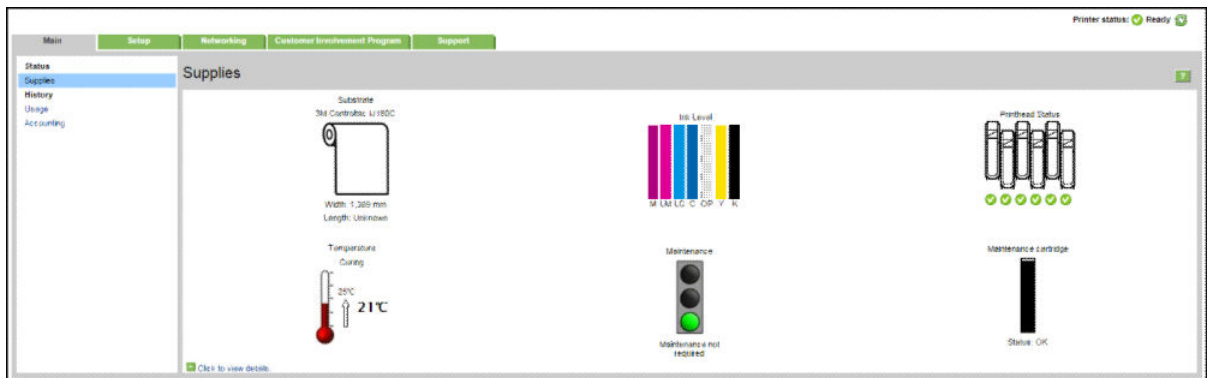 Printer status: Ready
Main Setup Networking Customer Involvement Program Support
Status
Supplies
History
Usage
Accounting
Supplies
?
Substrate
3M Controltac
Width: 1,369 mm
Length: Unknown
Ink Level
M LM LC C OP Y K
Printhead Status
Temperature
Curing
25°C
21°C
Maintenance
Maintenance not
required
Maintenance cartridge
Status: OK
Click to view details.